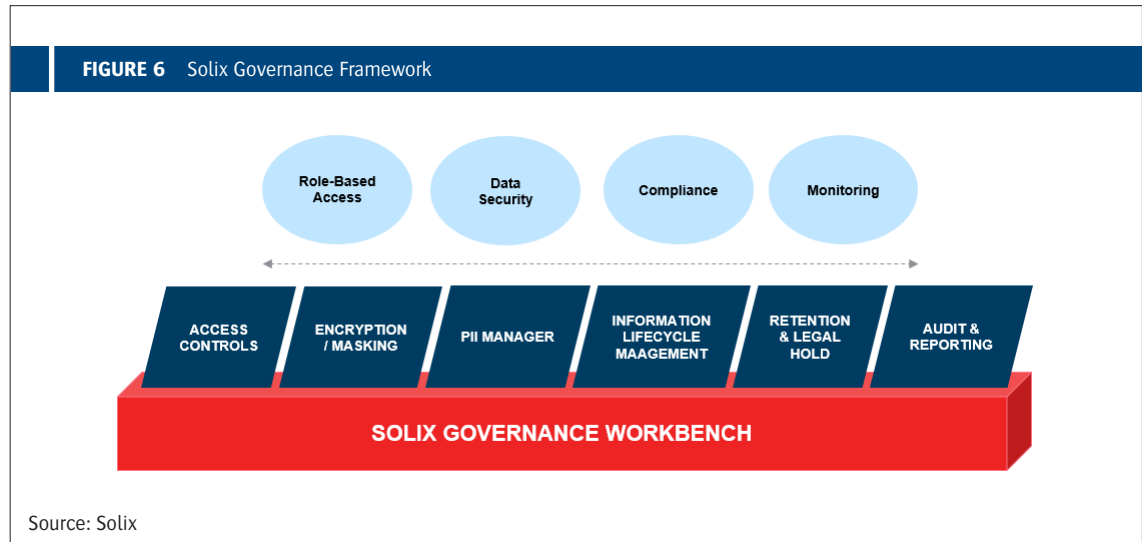 FIGURE 6 Solix Governance Framework
Role-Based
Access
Data
Security
Compliance
Monitoring
ACCESS
CONTROLS
ENCRYPTION
/ MASKING
PII MANAGER
INFORMATION
LIFECYCLE
MAAGEMENT
RETENTION
& LEGAL
HOLD
AUDIT &
REPORTING
SOLIX GOVERNANCE WORKBENCH
Source: Solix